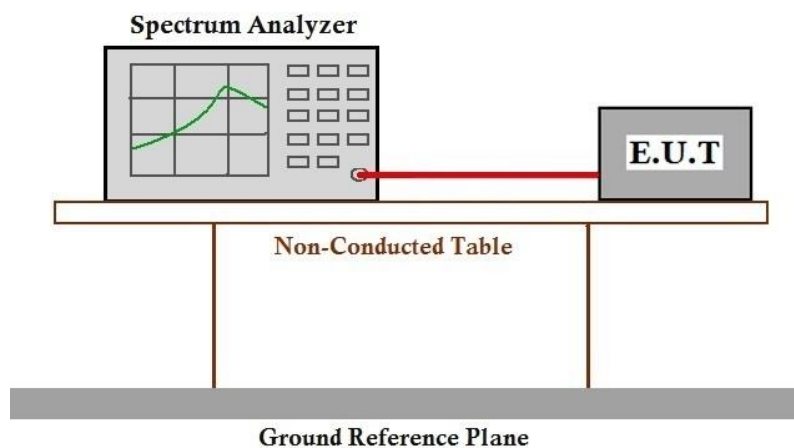 Spectrum Analyzer
E.U.T
Non-Conducted Table
Ground Reference Plane